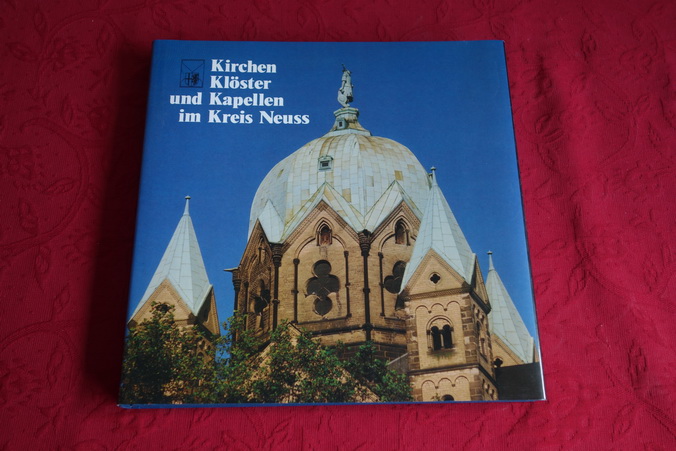 Kirchen
Klöster
und Kapellen
im Kreis Neuss